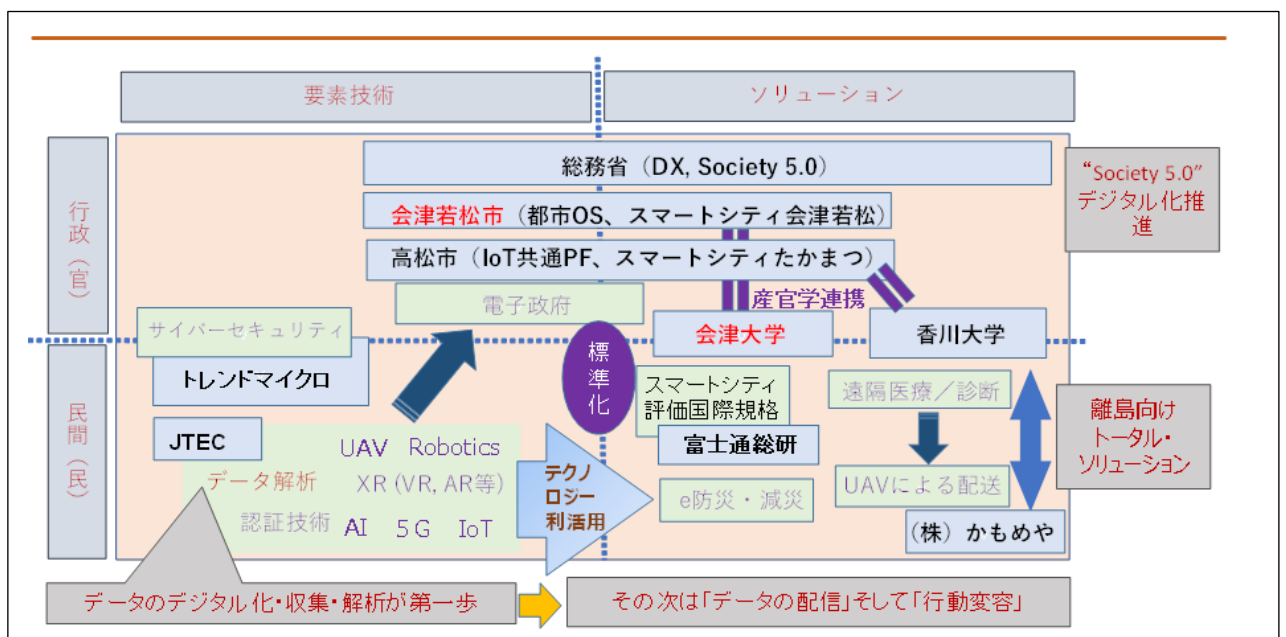 要素技術
ソリューション
行政(官)
総務省(DX, Society 5.0)
会津若松市(都市OS、スマートシティ会津若松)
高松市(IoT共通PF、スマートシティたかまつ)
“Society 5.0”
デジタル化推
進
電子政府
産官学連携
サイバーセキュリティ
会津大学
香川大学
民間(民)
トレンドマイクロ
標準化
スマートシティ
評価国際規格
遠隔医療/診断
離島向け
トータル・
ソリューション
JTEC
富士通総研
UAV Robotics
データ解析
XR (VR, AR等)
認証技術
AI 5G IoT
テクノ
ロジー
利活用
e防災・減災
UAVによる配送
(株)かもめや
データのデジタル化・収集・解析が第一歩
その次は「データの配信」そして「行動変容」